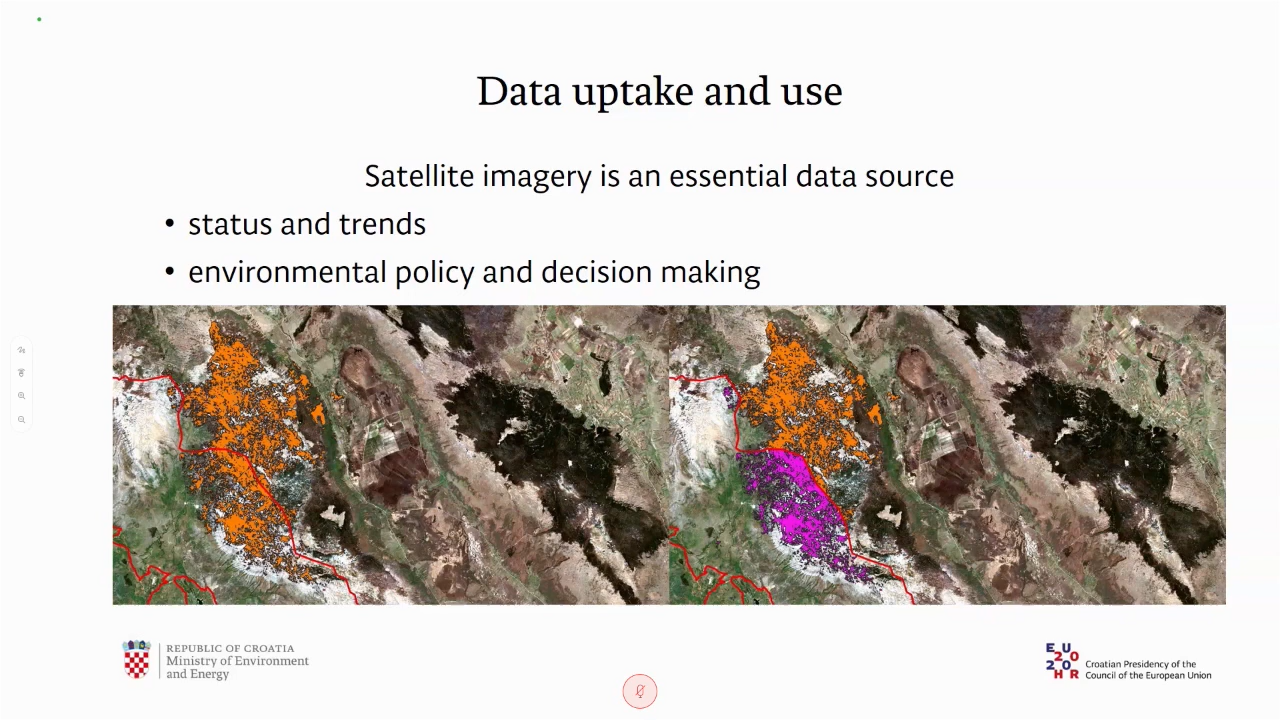 Data uptake and use
Satellite imagery is an essential data source
• status and trends
• environmental policy and decision making
REPUBLIC OF CROATIA
Ministry of Environment
and Energy
EU
20
20
HR
Croatian Presidency of the
Council of the European Union